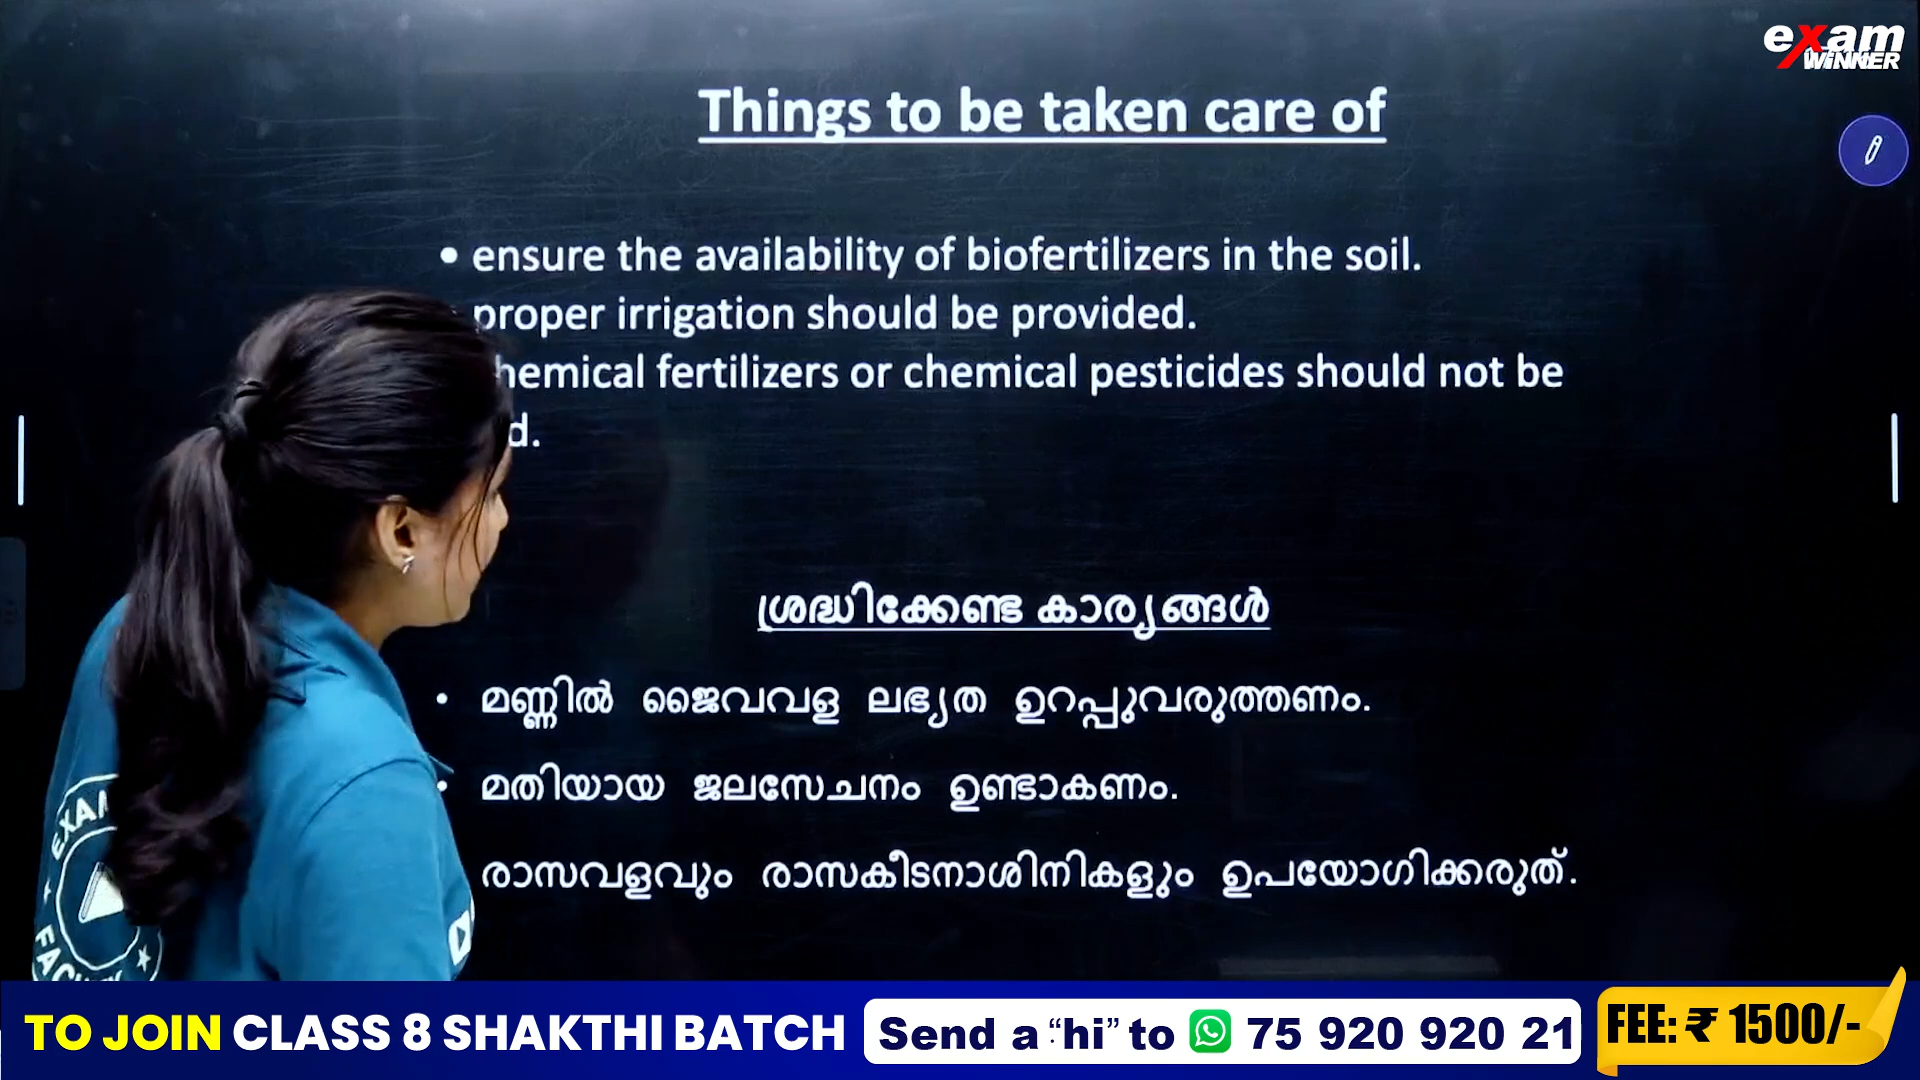 exam
WINNER
Things to be taken care of
• ensure the availability of biofertilizers in the soil.
proper irrigation should be provided.
hemical fertilizers or chemical pesticides should not be
d.
ശ്രദ്ധിക്കേണ്ട കാര്യങ്ങൾ
• മണ്ണിൽ ജൈവവള ലഭ്യത ഉറപ്പുവരുത്തണം.
• മതിയായ ജലസേചനം ഉണ്ടാകണം.
രാസവളവും രാസകീടനാശിനികളും ഉപയോഗിക്കരുത്.
EXAM
TO JOIN CLASS 8 SHAKTHI BATCH
Send a “hi” to 75 920 920 21
FEE: ₹ 1500/-